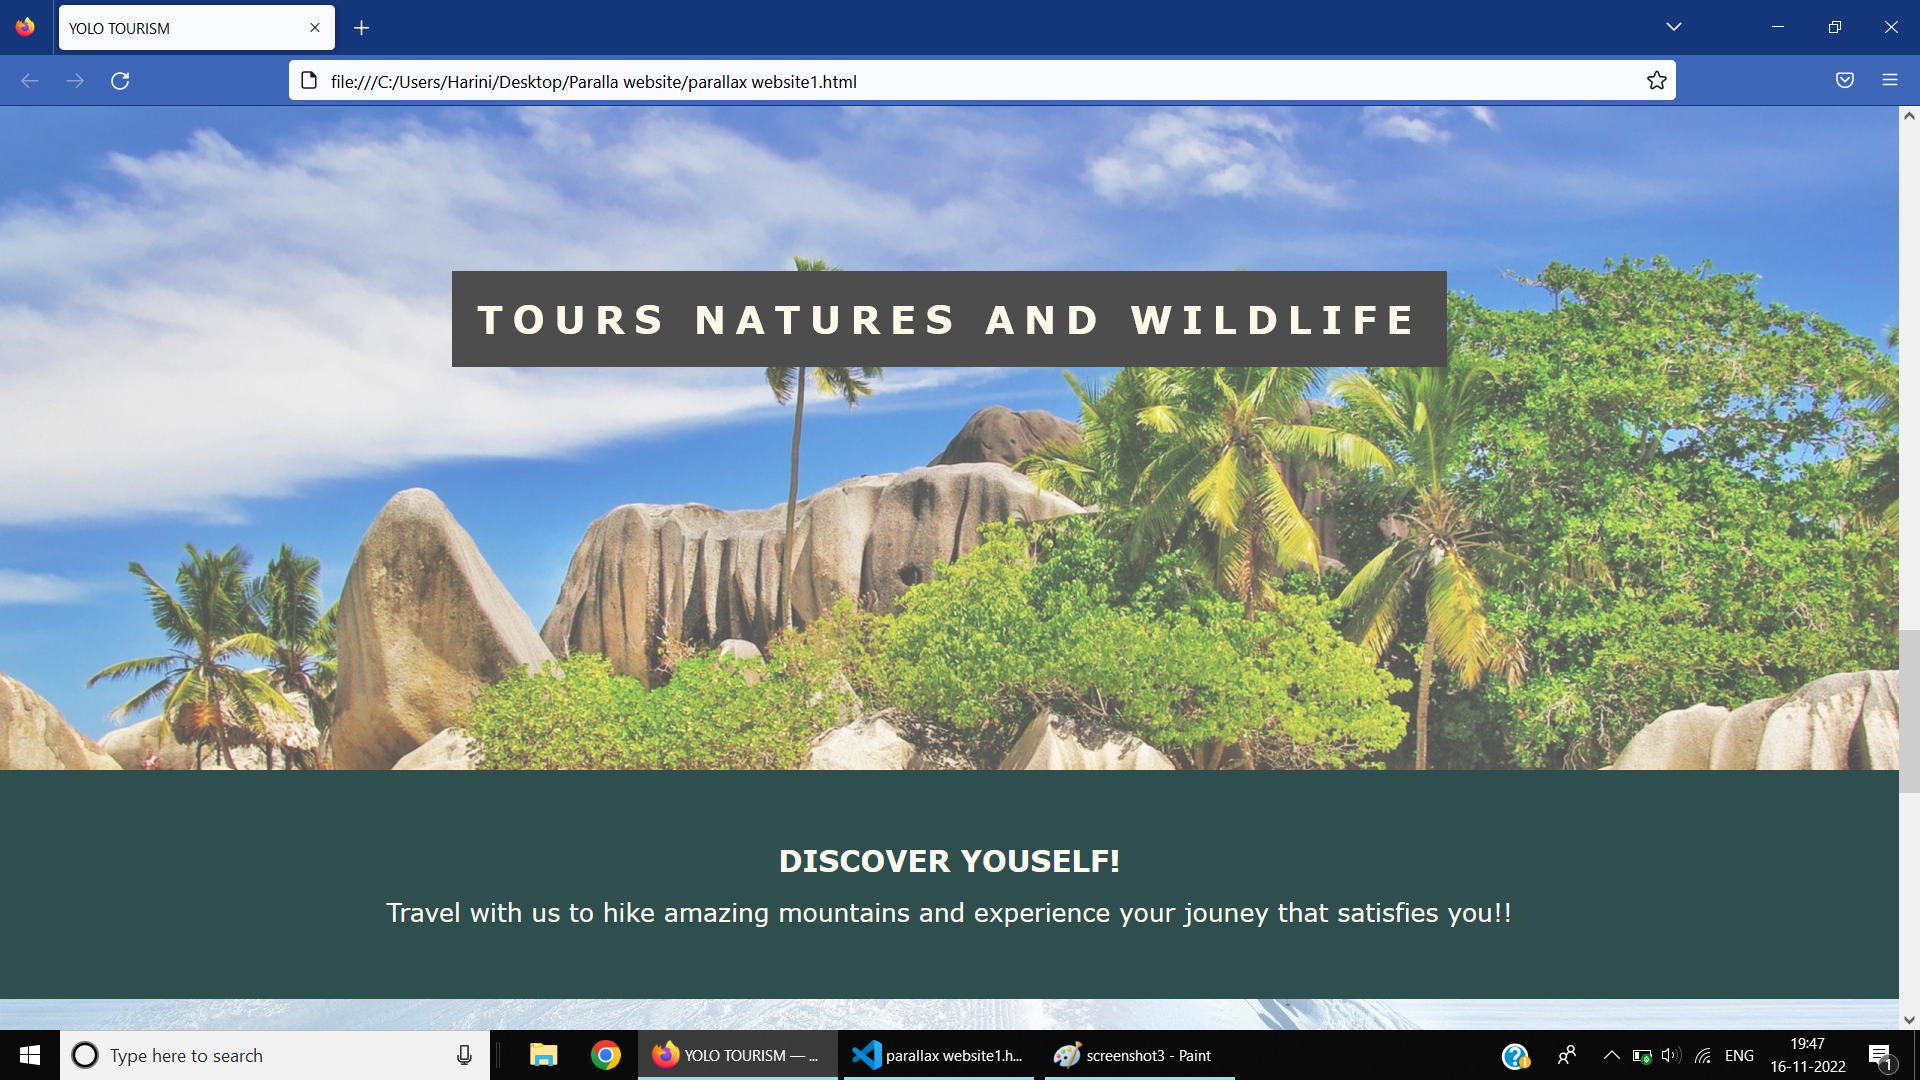 YOLO TOURISM
file:///C:/Users/Harini/Desktop/Paralla website/parallax website1.html
TOURS NATURES AND WILDLIFE
DISCOVER YOUSELF!
Travel with us to hike amazing mountains and experience your jouney that satisfies you!!
Type here to search
YOLO TOURISM — ...
parallax website1.h...
screenshot3 - Paint
ENG
19:47
16-11-2022
1